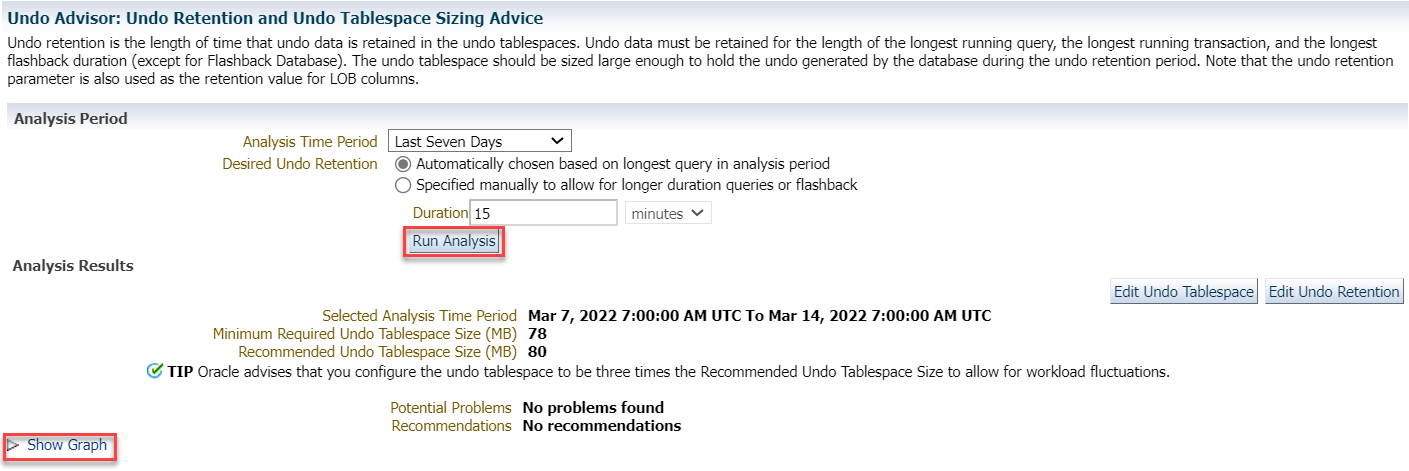 Undo Advisor: Undo Retention and Undo Tablespace Sizing Advice
Undo retention is the length of time that undo data is retained in the undo tablespaces. Undo data must be retained for the length of the longest running query, the longest running transaction, and the longest
flashback duration (except for Flashback Database). The undo tablespace should be sized large enough to hold the undo generated by the database during the undo retention period. Note that the undo retention
parameter is also used as the retention value for LOB columns.
Analysis Period
Analysis Time Period Last Seven Days
Desired Undo Retention Automatically chosen based on longest query in analysis period
Specified manually to allow for longer duration queries or flashback
Duration 15 minutes
Run Analysis
Analysis Results
Edit Undo Tablespace Edit Undo Retention
Selected Analysis Time Period Mar 7, 2022 7:00:00 AM UTC To Mar 14, 2022 7:00:00 AM UTC
Minimum Required Undo Tablespace Size (MB) 78
Recommended Undo Tablespace Size (MB) 80
TIP Oracle advises that you configure the undo tablespace to be three times the Recommended Undo Tablespace Size to allow for workload fluctuations.
Potential Problems No problems found
Recommendations No recommendations
Show Graph